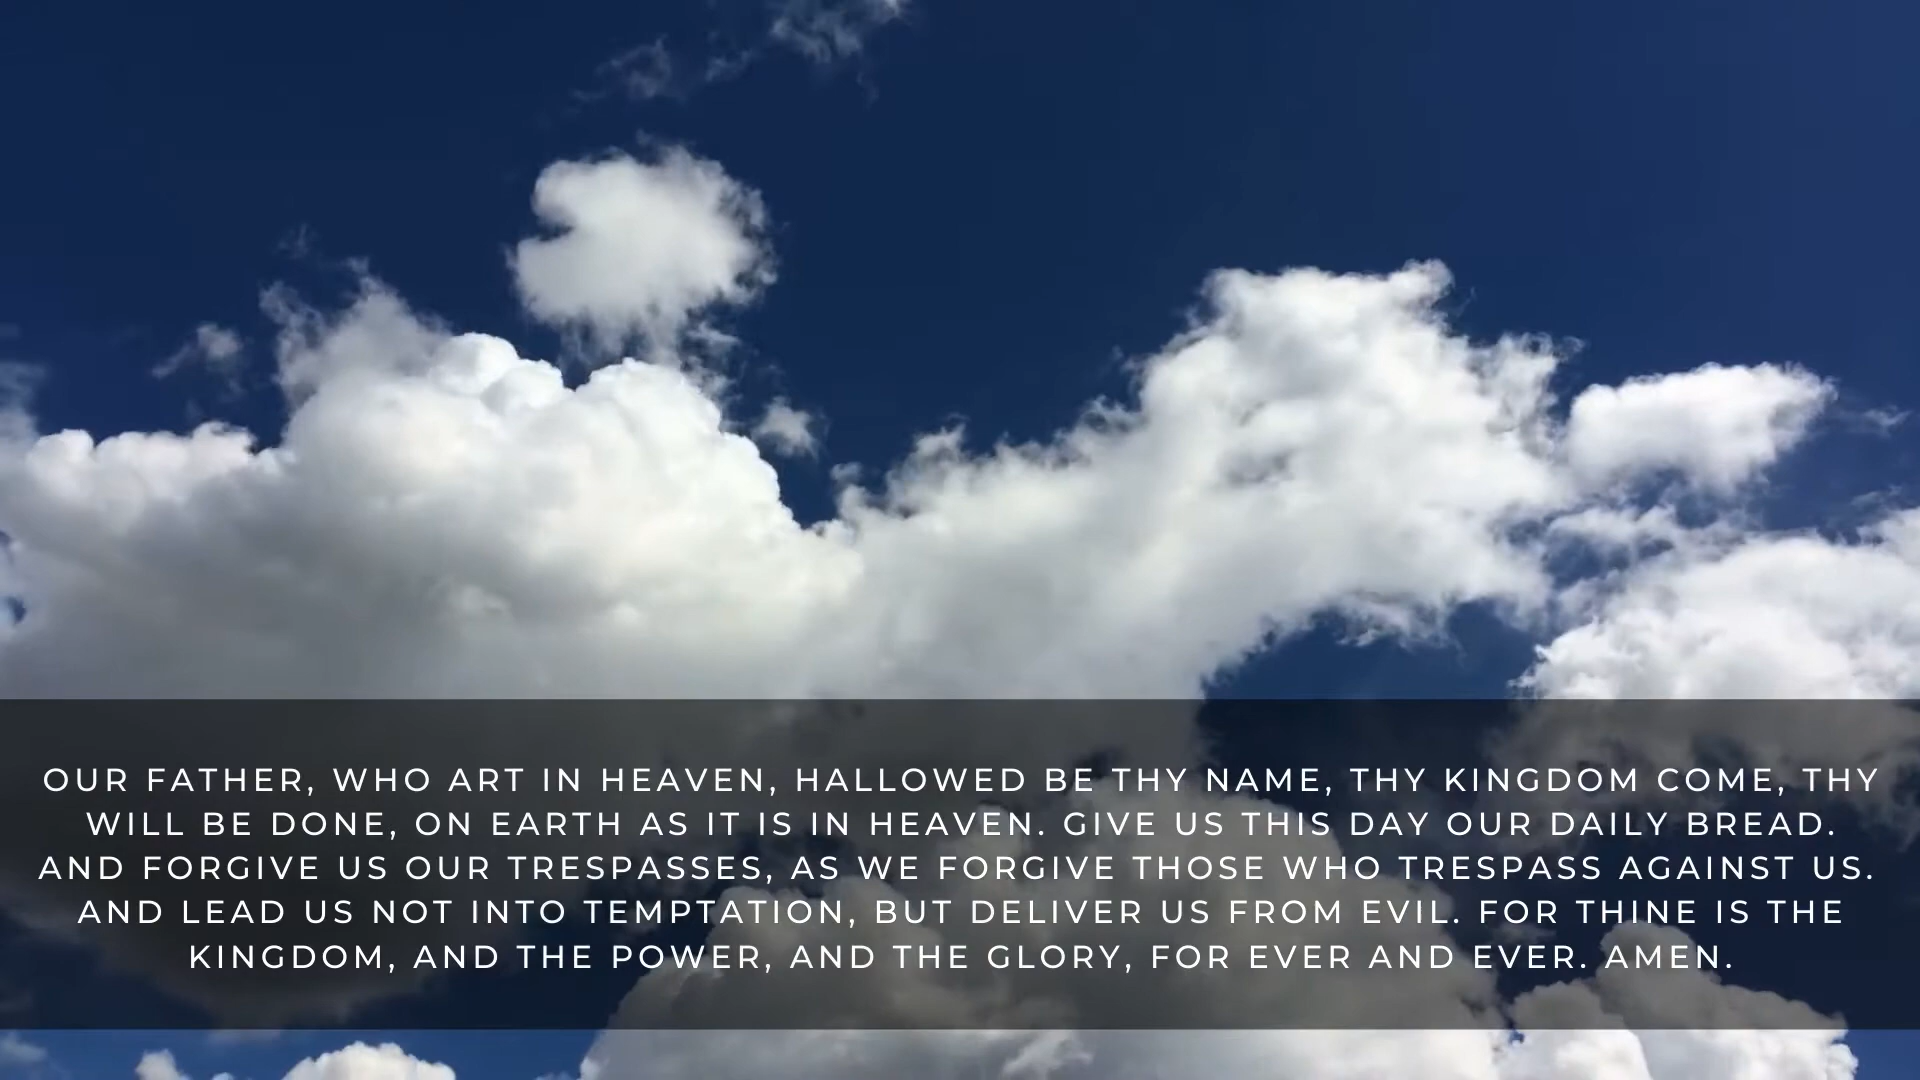 OUR FATHER, WHO ART IN HEAVEN, HALLOWED BE THY NAME, THY KINGDOM COME, THY
WILL BE DONE, ON EARTH AS IT IS IN HEAVEN. GIVE US THIS DAY OUR DAILY BREAD.
AND FORGIVE US OUR TRESPASSES, AS WE FORGIVE THOSE WHO TRESPASS AGAINST US.
AND LEAD US NOT INTO TEMPTATION, BUT DELIVER US FROM EVIL. FOR THINE IS THE
KINGDOM, AND THE POWER, AND THE GLORY, FOR EVER AND EVER. AMEN.